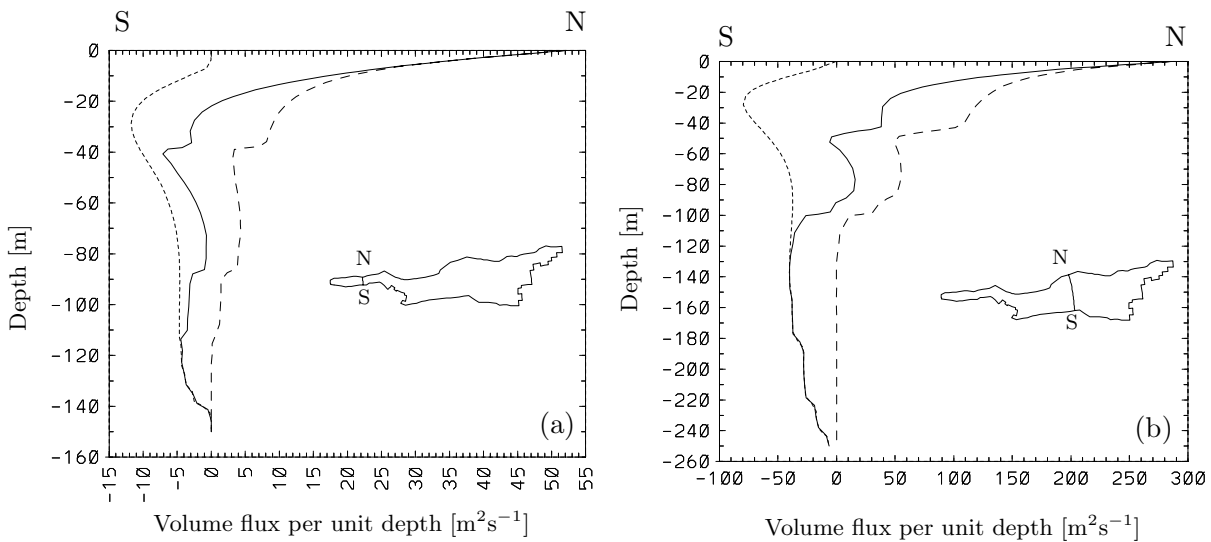 S N
0
-20
-40
-60
-80
-100
-120
-140
-160
Depth [m]
-15 -10 -5 0 5 10 15 20 25 30 35 40 45 50 55
Volume flux per unit depth [m²s⁻¹]
N
S
(a)
S N
0
-20
-40
-60
-80
-100
-120
-140
-160
-180
-200
-220
-240
-260
Depth [m]
-100 -50 0 50 100 150 200 250 300
Volume flux per unit depth [m²s⁻¹]
N
S
(b)